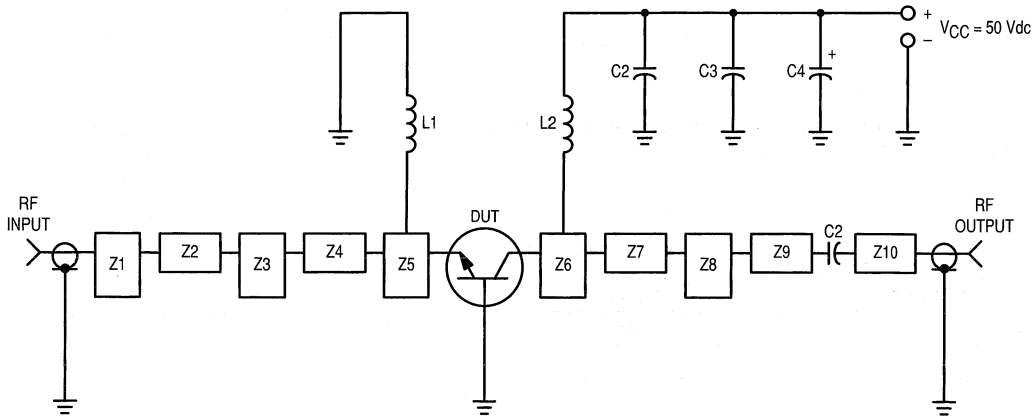 +
VCC = 50 Vdc
–
C2
C3
C4
+
L1
L2
RF
INPUT
DUT
RF
OUTPUT
Z1
Z2
Z3
Z4
Z5
Z6
Z7
Z8
Z9
C2
Z10